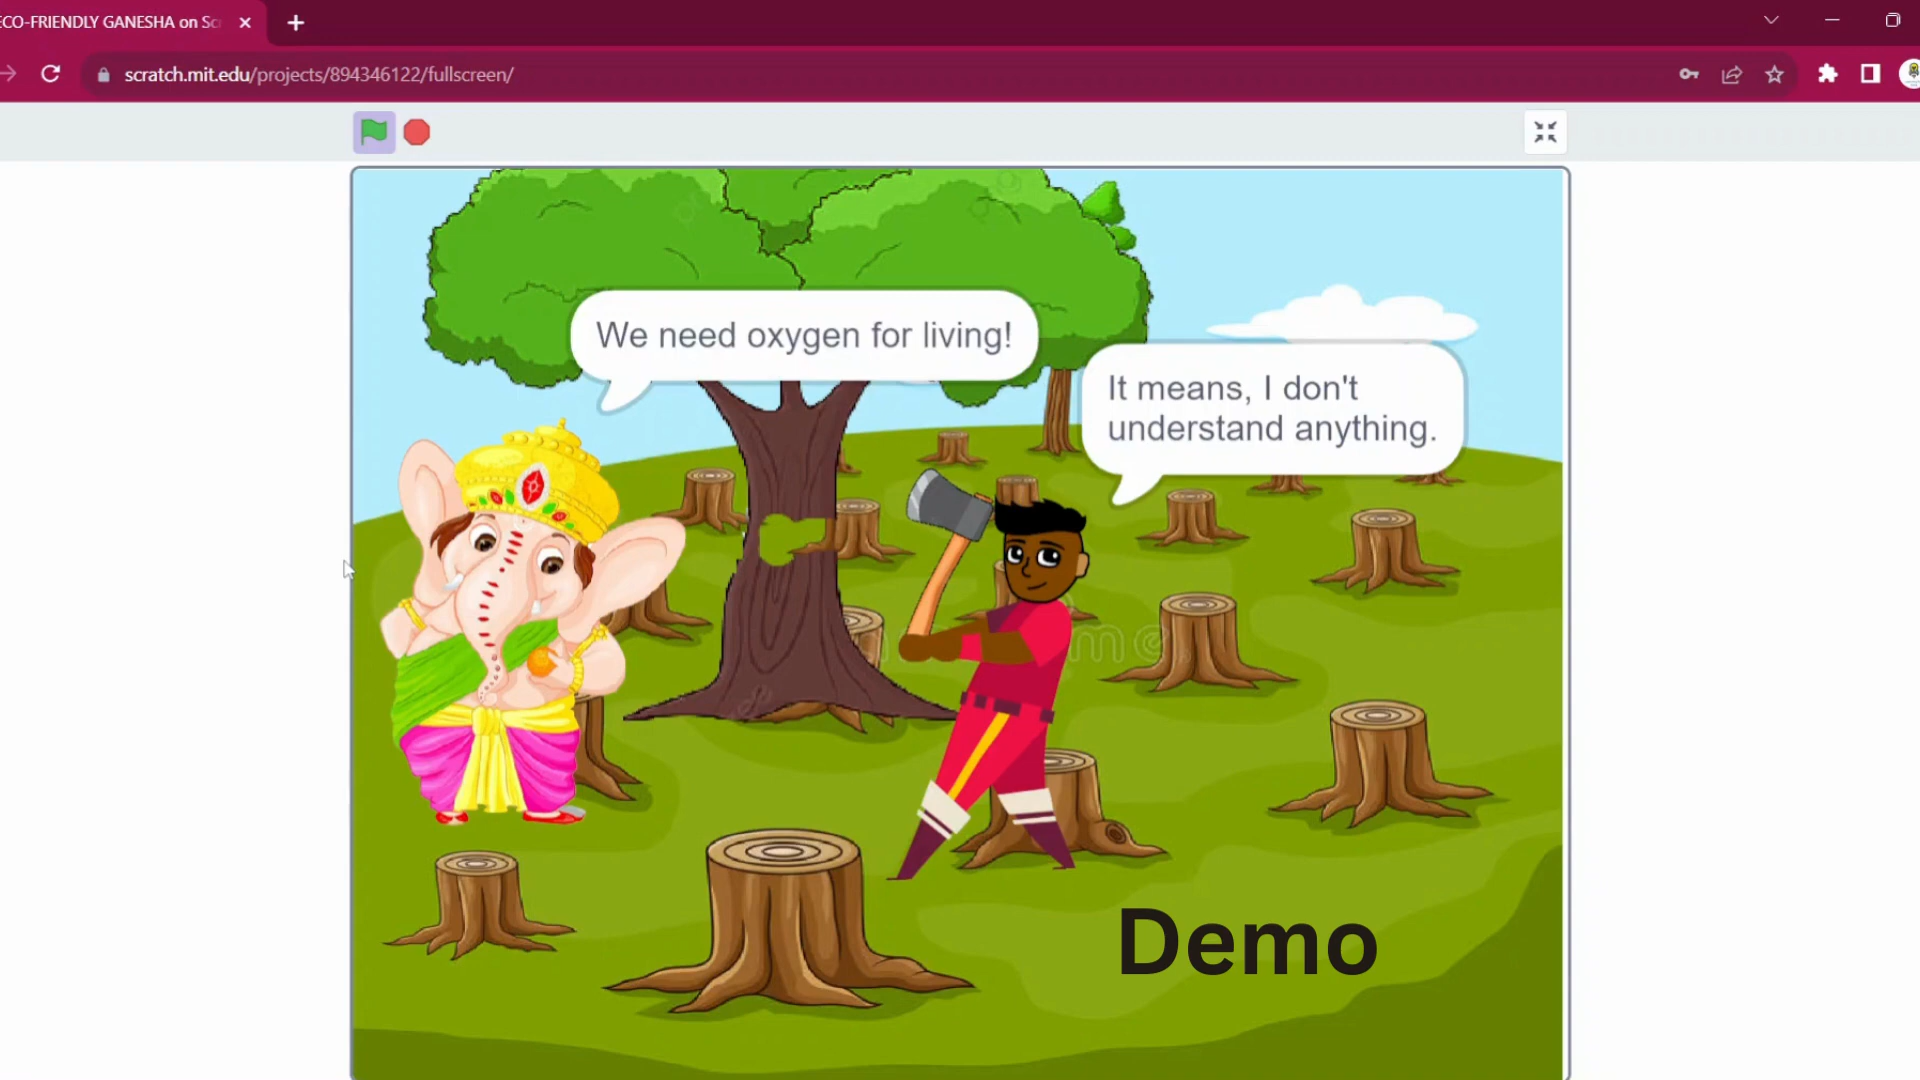 ECO-FRIENDLY GANESHA on Sc
scratch.mit.edu/projects/894346122/fullscreen/
We need oxygen for living!
It means, I don't
understand anything.
Demo